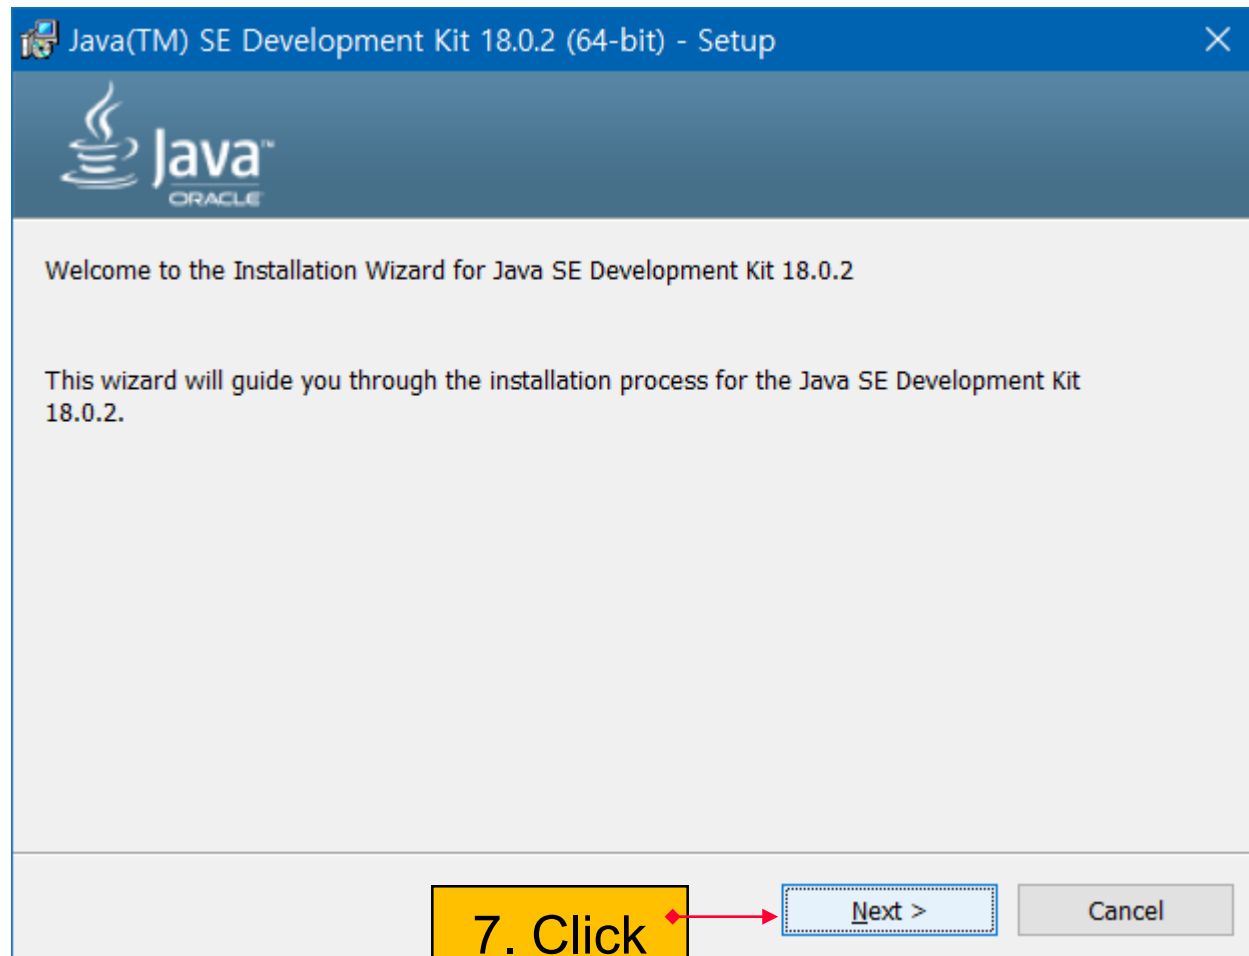 Java(TM) SE Development Kit 18.0.2 (64-bit) - Setup
Java™
ORACLE
Welcome to the Installation Wizard for Java SE Development Kit 18.0.2
This wizard will guide you through the installation process for the Java SE Development Kit
18.0.2.
7. Click
Next >
Cancel